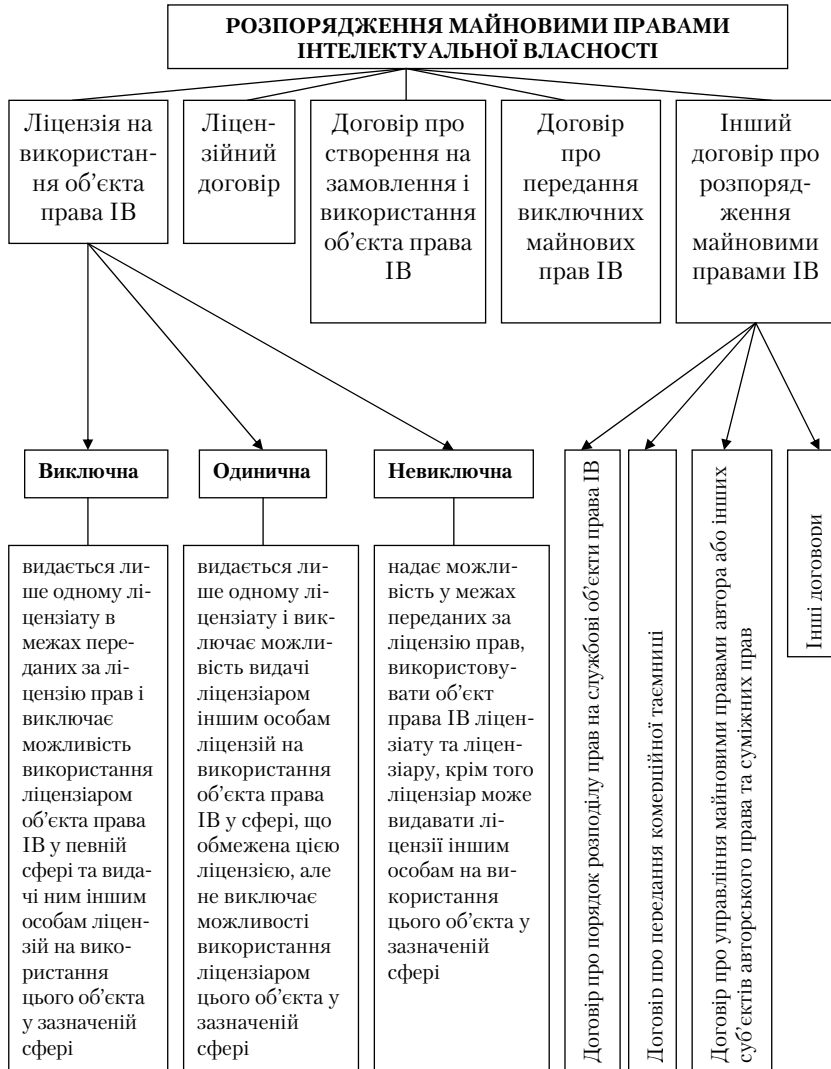 РОЗПОРЯДЖЕННЯ МАЙНОВИМИ ПРАВАМИ
ІНТЕЛЕКТУАЛЬНОЇ ВЛАСНОСТІ
Ліцензія на
використан-
ня об’єкта
права ІВ
Ліцен-
зійний
договір
Договір про
створення на
замовлення і
використання
об’єкта права
ІВ
Договір
про
передання
виключних
майнових
прав ІВ
Інший
договір про
розпоряд-
ження
майновими
правами ІВ
Виключна
Одинична
Невиключна
видається ли-
ше одному лі-
цензіату в
межах пере-
даних за лі-
цензію прав і
виключає
можливість
використання
ліцензіаром
об’єкта права
ІВ у певній
сфері та вида-
чі ним іншим
особам ліцен-
зій на вико-
ристання
цього об’єкта
у зазначеній
сфері
видається ли-
ше одному лі-
цензіату і вик-
лючає мож-
ливість видачі
ліцензіаром
іншим особам
ліцензій на
використання
об’єкта права
ІВ у сфері, що
обмежена цією
ліцензією, але
не виключає
можливості
використання
ліцензіаром
цього об’єкта у
зазначеній
сфері
надає можли-
вість у межах
переданих за
ліцензію прав,
використову-
вати об’єкт
права ІВ ліцен-
зіату та ліцен-
зіару, крім того
ліцензіар може
видавати лі-
цензії іншим
особам на ви-
користання
цього об’єкта у
зазначеній
сфері
Договір про порядок розподілу прав на службові об’єкти права ІВ
Договір про передання комерційної таємниці
Договір про управління майновими правами автора або інших
суб’єктів авторського права та суміжних прав
Інші договори